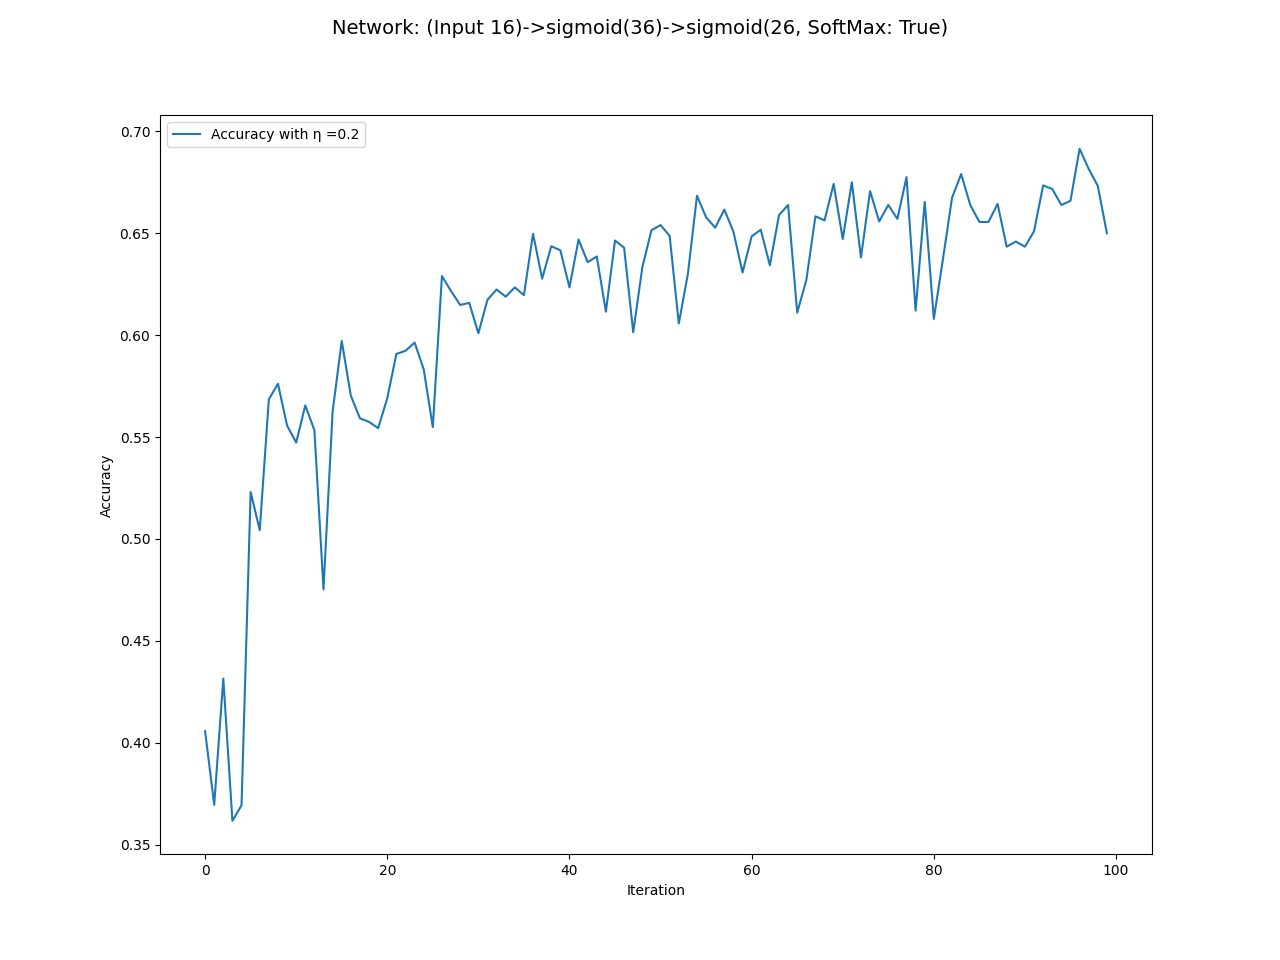 Network: (Input 16)->sigmoid(36)->sigmoid(26, SoftMax: True)
Accuracy with η =0.2
0.70
0.65
0.60
0.55
0.50
0.45
0.40
0.35
Accuracy
0 20 40 60 80 100
Iteration